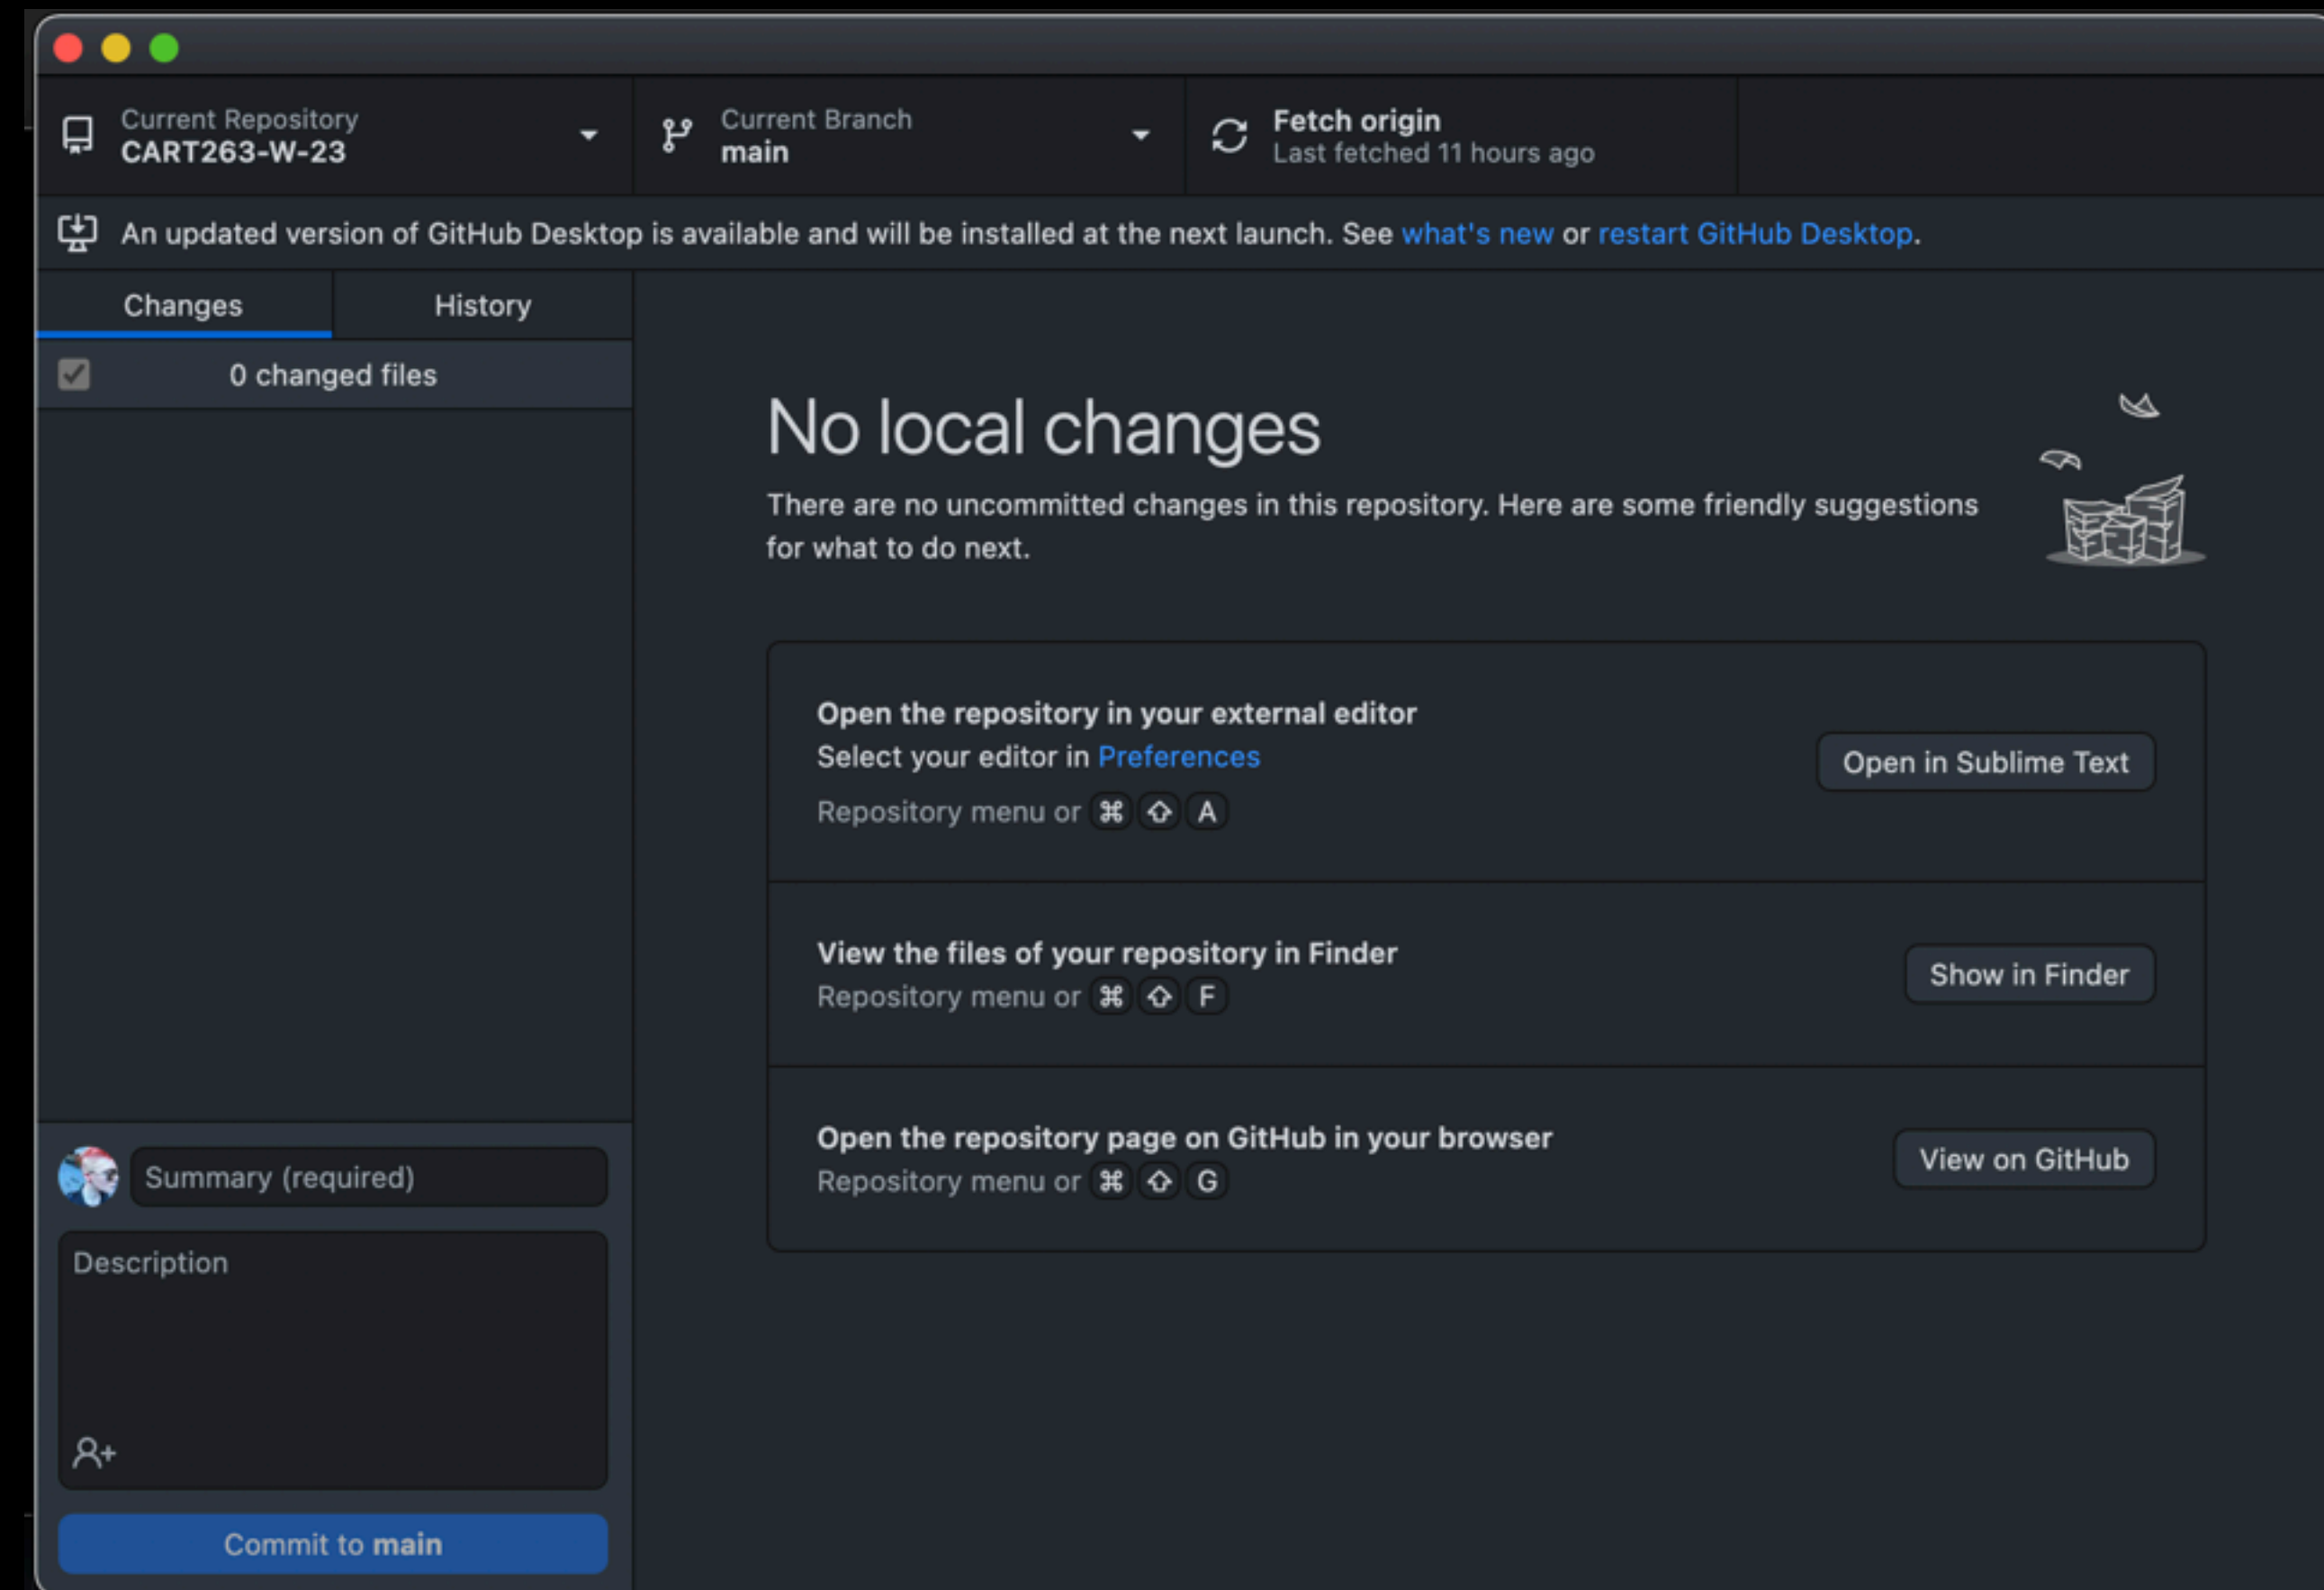 Current Repository
CART263-W-23
Current Branch
main
Fetch origin
Last fetched 11 hours ago
An updated version of GitHub Desktop is available and will be installed at the next launch. See what's new or restart GitHub Desktop.
Changes
History
0 changed files
No local changes
There are no uncommitted changes in this repository. Here are some friendly suggestions
for what to do next.
Open the repository in your external editor
Select your editor in Preferences
Repository menu or ⌘ ⇧ A
Open in Sublime Text
View the files of your repository in Finder
Repository menu or ⌘ ⇧ F
Show in Finder
Open the repository page on GitHub in your browser
Repository menu or ⌘ ⇧ G
View on GitHub
Summary (required)
Description
Commit to main